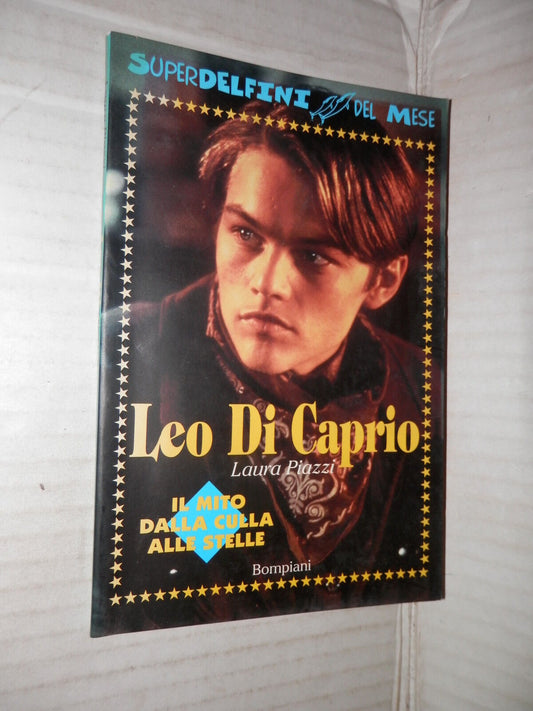 SUPERDELFINI DEL MESE
Leo Di Caprio
Laura Piazzi
IL MITO
DALLA CULLA
ALLE STELLE
Bompiani